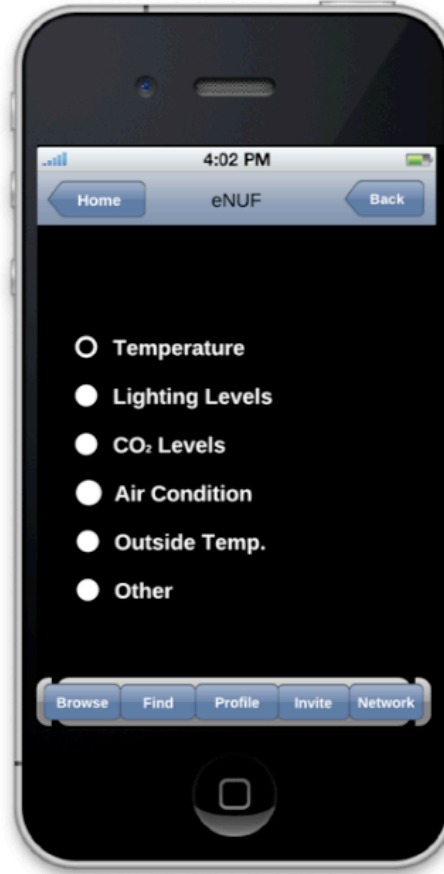 4:02 PM
Home eNUF Back
Temperature
Lighting Levels
CO₂ Levels
Air Condition
Outside Temp.
Other
Browse Find Profile Invite Network